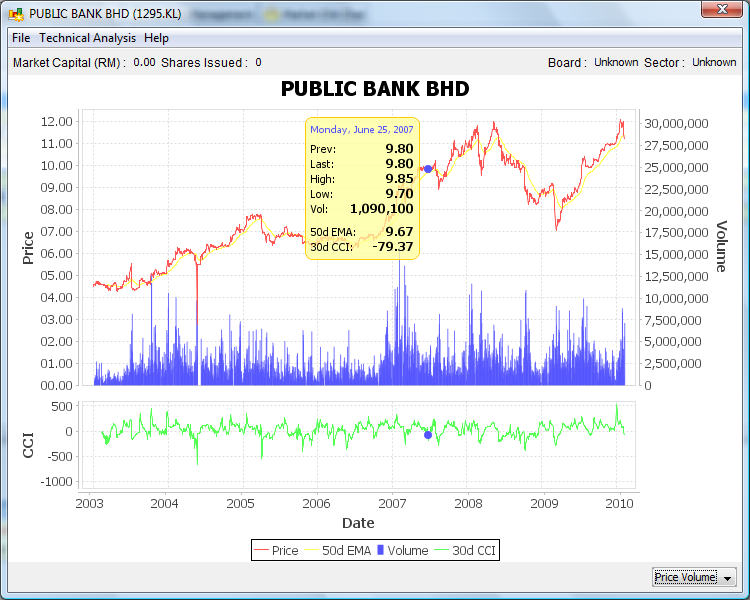 PUBLIC BANK BHD (1295.KL)
File Technical Analysis Help
Market Capital (RM) : 0.00 Shares Issued : 0 Board : Unknown Sector : Unknown
PUBLIC BANK BHD
12.00
11.00
10.00
09.00
08.00
07.00
06.00
05.00
04.00
03.00
02.00
01.00
00.00
Price
Monday, June 25, 2007
Prev: 9.80
Last: 9.80
High: 9.85
Low: 9.70
Vol: 1,090,100
50d EMA: 9.67
30d CCI: -79.37
30,000,000
27,500,000
25,000,000
22,500,000
20,000,000
17,500,000
15,000,000
12,500,000
10,000,000
7,500,000
5,000,000
2,500,000
0
Volume
500
0
-500
-1000
CCI
2003 2004 2005 2006 2007 2008 2009 2010
Date
Price 50d EMA Volume 30d CCI
Price Volume